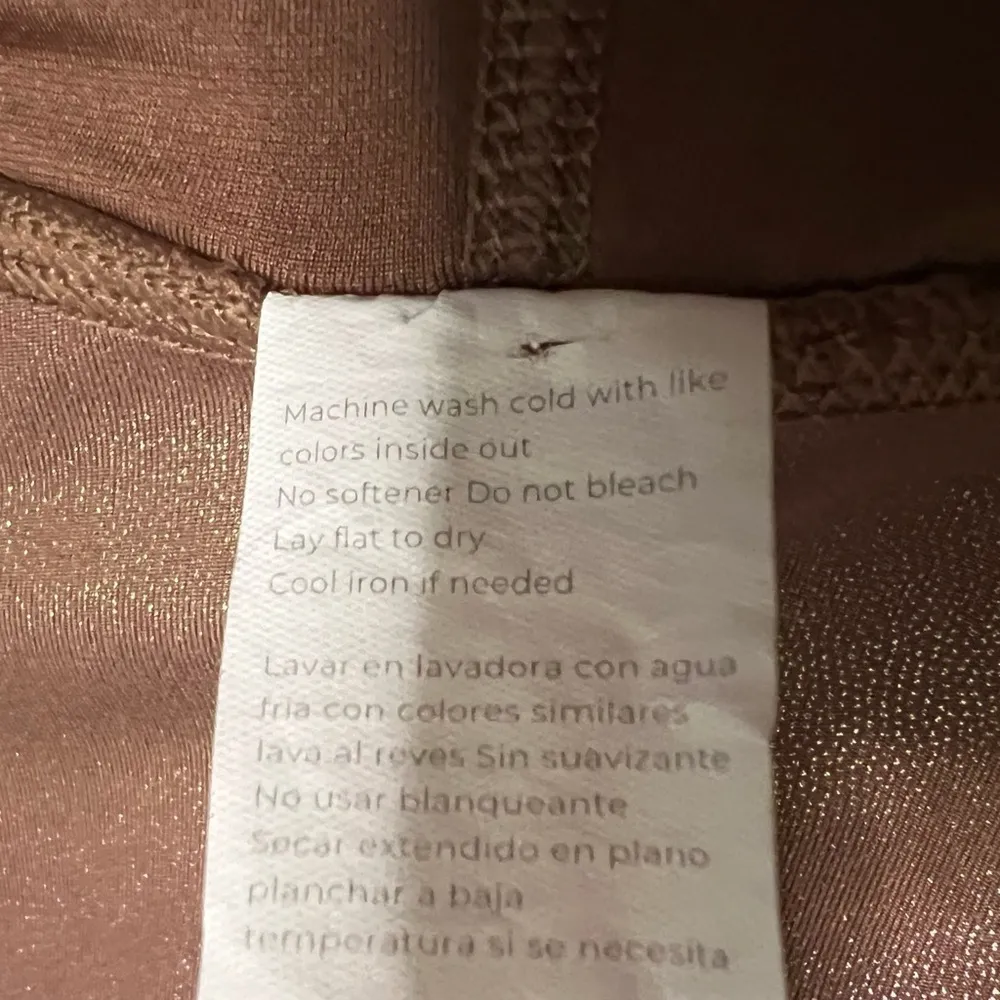 Machine wash cold with like
colors inside out
No softener Do not bleach
Lay flat to dry
Cool iron if needed
Lavar en lavadora con agua
fria con colores similares
lava al reves Sin suavizante
No usar blanqueante
Secar extendido en plano
planchar a baja
temperatura si se necesita